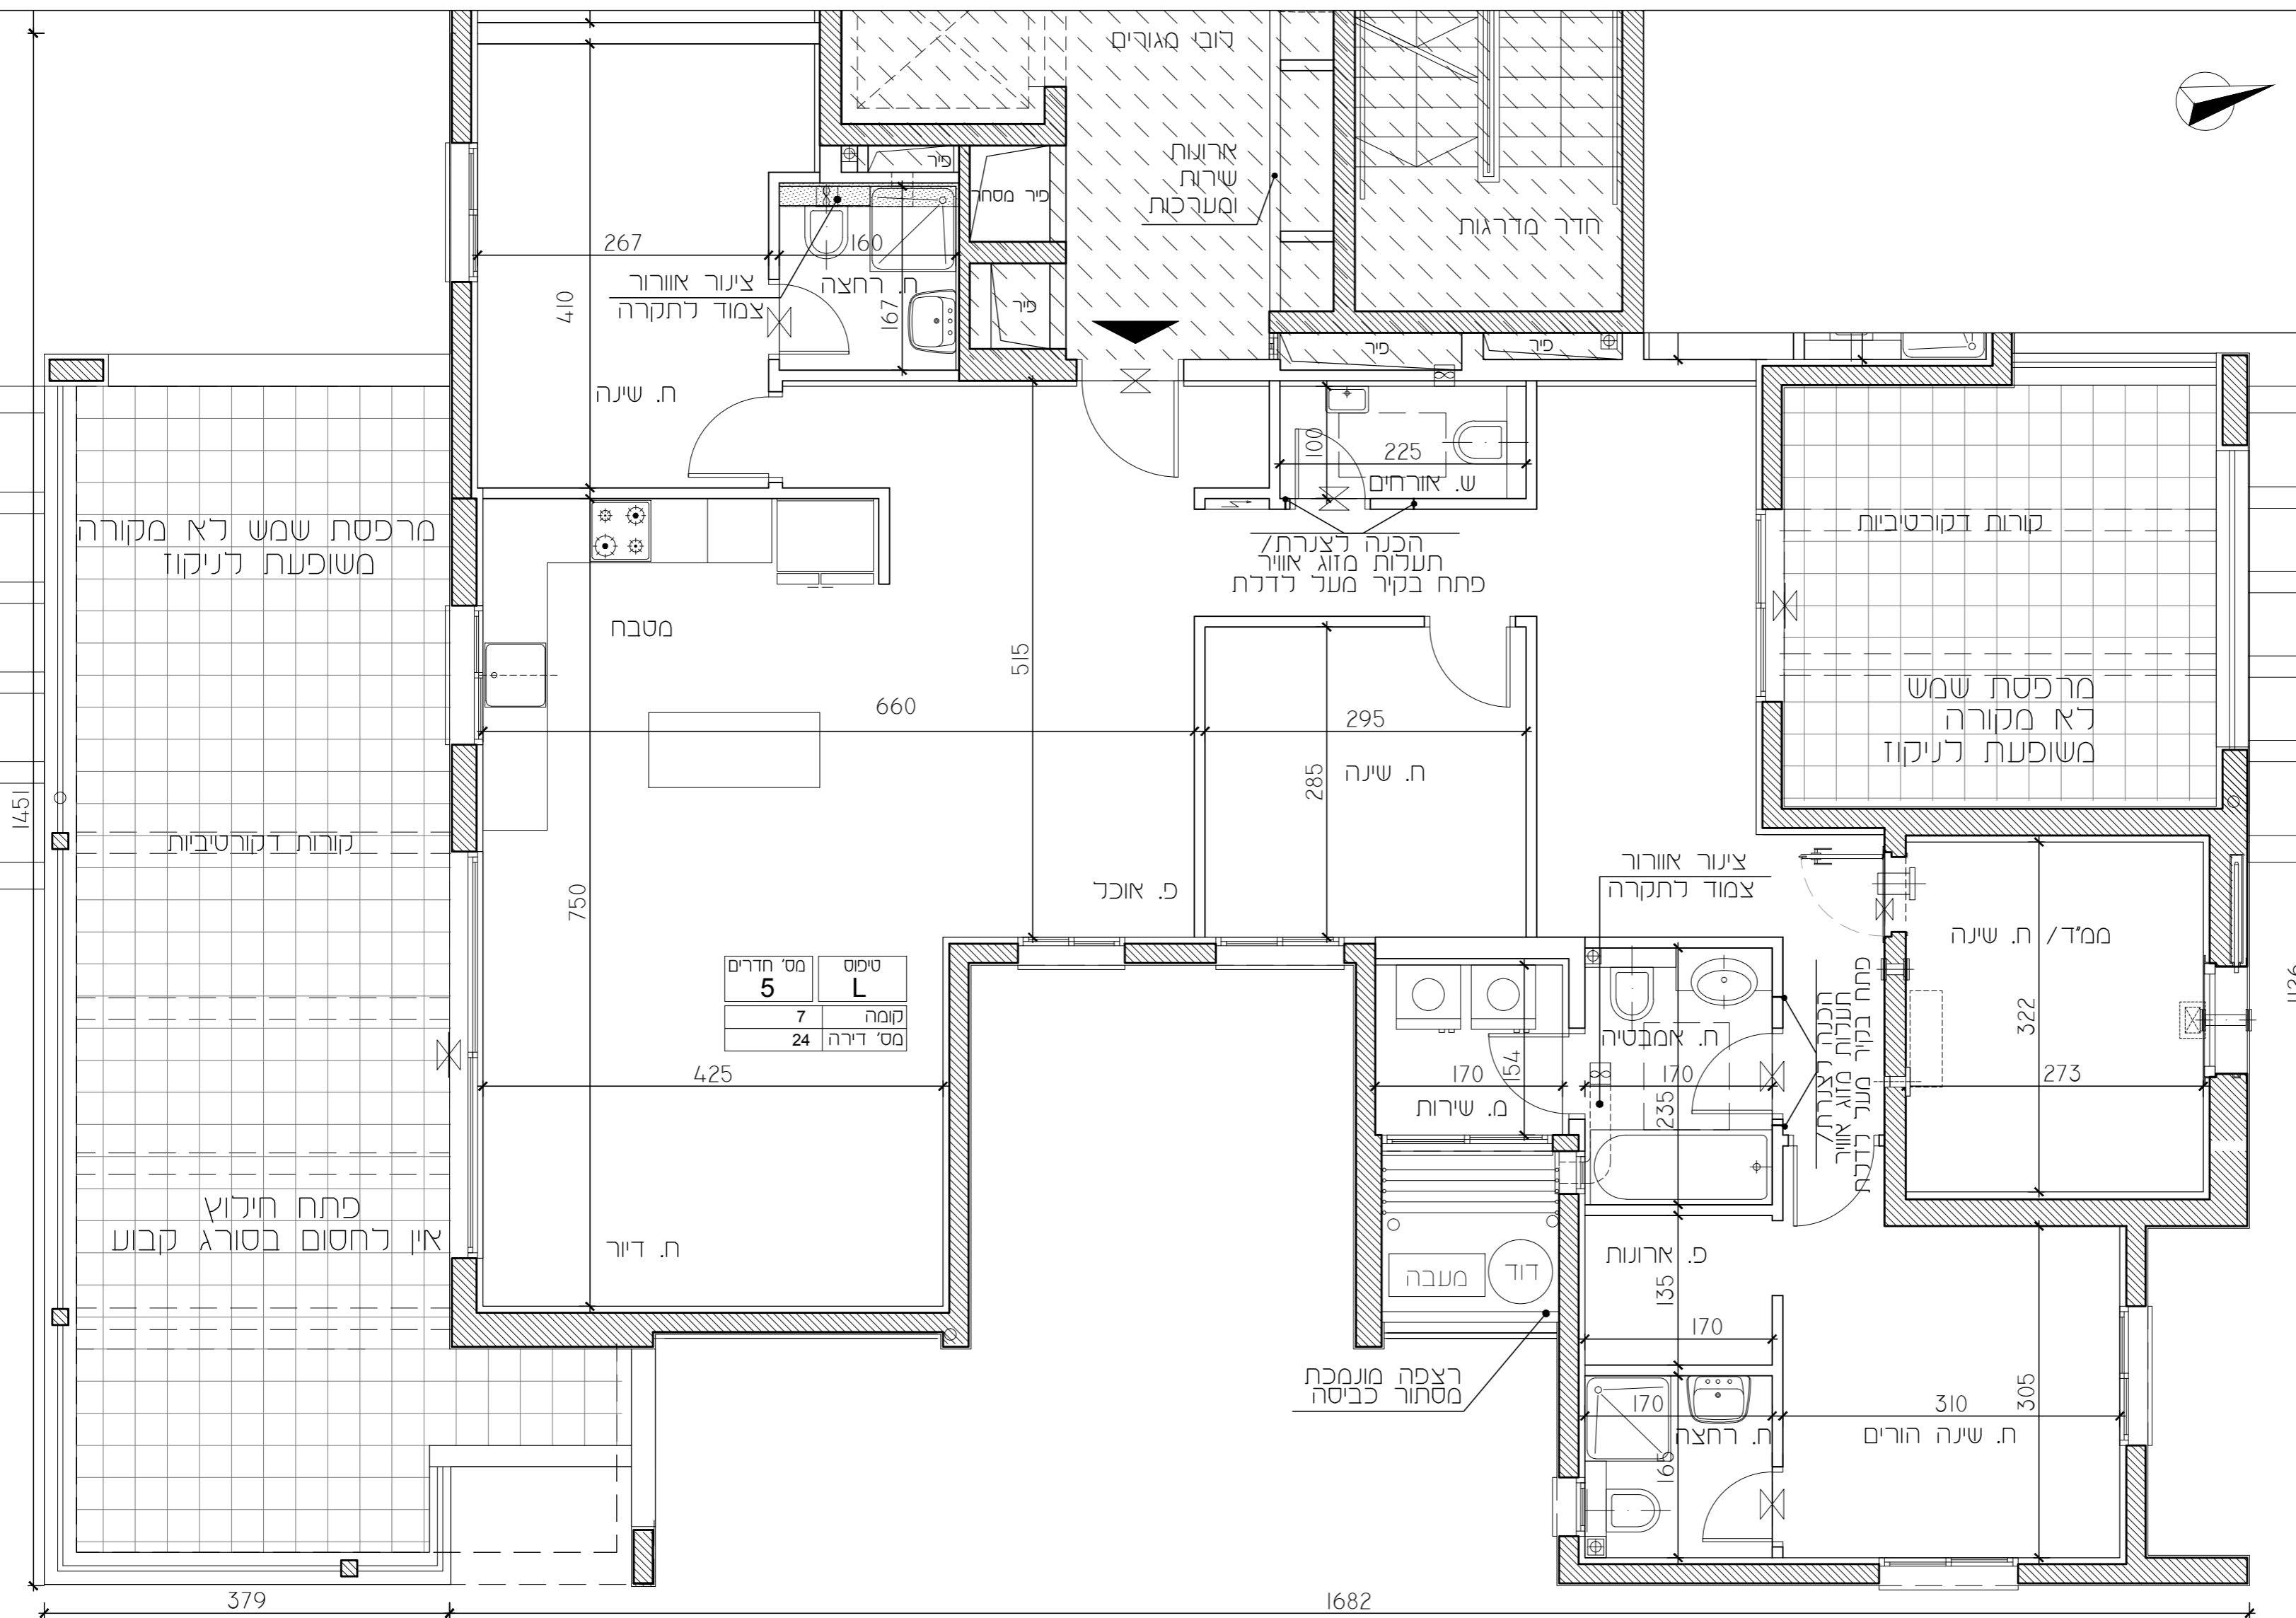 לובי מגורים
ארונות
שירות
ומערכות
חדר מדרגות
פיר
פיר מסחר
פיר
פיר
פיר
267
160
167
410
צינור אוורור
צמוד לתקרה
ח. רחצה
ח. שינה
100
225
ש. אורחים
הכנה לצנרת/
תעלות מזוג אוויר
פתח בקיר מעל לדלת
קורות דקורטיביות
מרפסת שמש
לא מקורה
משופעת לניקוז
מרפסת שמש לא מקורה
משופעת לניקוז
מטבח
515
660
295
285
ח. שינה
1451
קורות דקורטיביות
750
פ. אוכל
צינור אוורור
צמוד לתקרה
ממ"ד/ ח. שינה
322
273
1126
הכנה לצנרת/
תעלות מזוג אוויר
פתח בקיר מעל לדלת
טיפוס
L
מס' חדרים
5
קומה 7
מס' דירה 24
425
170
154
מ. שירות
ח. אמבטיה
170
235
פתח חילוץ
אין לחסום בסורג קבוע
ח. דיור
מעבה
דוד
פ. ארונות
135
170
רצפה מונמכת
מסתור כביסה
170
ח. רחצה
165
310
305
ח. שינה הורים
379
1682